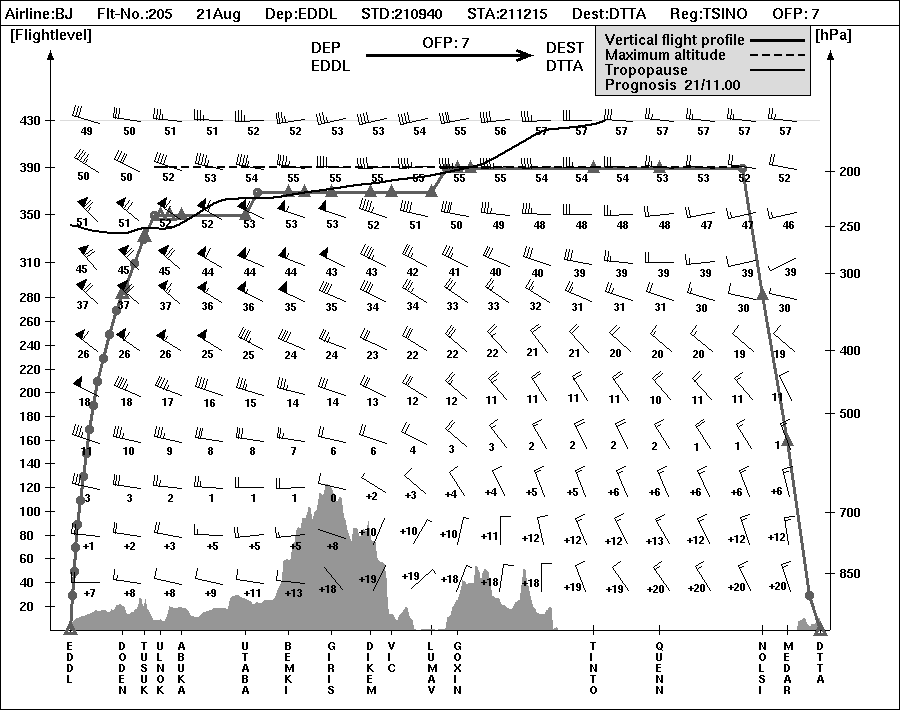 Airline:BJ Flt-No.:205 21Aug Dep:EDDL STD:210940 STA:211215 Dest:DTTA Reg:TSINO OFP: 7
[Flightlevel] [hPa]
DEP OFP: 7 DEST
EDDL DTTA
Vertical flight profile
Maximum altitude
Tropopause
Prognosis 21/11.00
430 49 50 51 51 52 52 53 53 54 55 56 57 57 57 57 57 57
390 50 50 52 53 54 54 55 55 55 55 55 54 54 54 53 53 52 52 200
350 51 51 52 52 53 53 53 52 51 50 49 48 48 48 48 47 47 46 250
310 45 45 45 44 44 44 43 43 42 41 40 40 39 39 39 39 39 39 300
280 37 37 37 36 36 35 35 34 34 33 33 32 31 31 31 30 30 30
260
240 26 26 26 25 25 24 24 23 22 22 22 21 21 20 20 20 19 19 400
220
200
180 18 18 17 16 15 14 14 13 12 12 11 11 11 11 10 11 11 11 500
160
140 11 10 9 8 8 7 6 6 4 3 3 2 2 2 2 1 1 1
120
100 3 3 2 1 1 1 0 +2 +3 +4 +4 +5 +5 +6 +6 +6 +6 +6
80 700
60 +1 +2 +3 +5 +5 +5 +8 +10 +10 +10 +11 +12 +12 +12 +13 +12 +12 +12
40 850
20 +7 +8 +8 +9 +11 +13 +18 +19 +19 +18 +18 +18 +19 +19 +20 +20 +20 +20
EDDL DODEN TUSUK ULNOK ABUKA UTABA BEMKI GIRIS DIKEM VIC LUMAV GOXIN TINTO QUENN NOLSI MEDAR DTTA